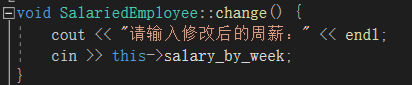 void SalariedEmployee::change() {
cout << "请输入修改后的周薪：" << endl;
cin >> this->salary_by_week;
}